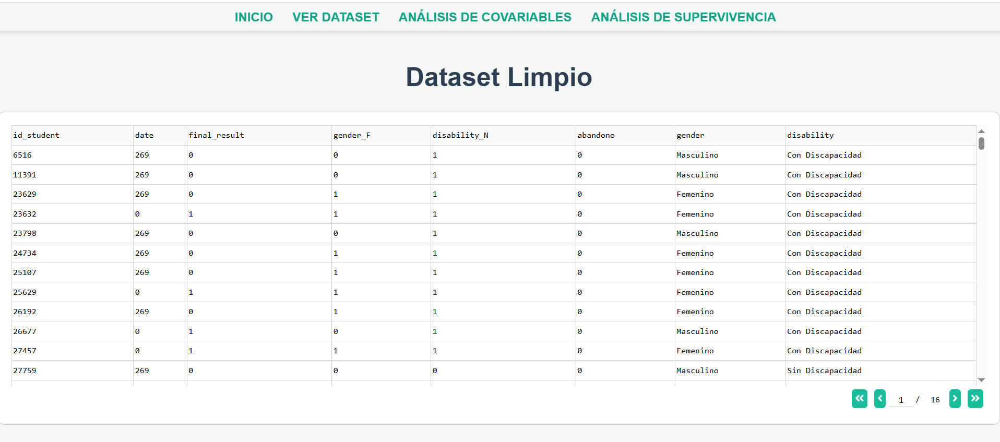 INICIO VER DATASET ANÁLISIS DE COVARIABLES ANÁLISIS DE SUPERVIVENCIA
Dataset Limpio
id_student date final_result gender_F disability_N abandono gender disability
6516 269 0 0 1 0 Masculino Con Discapacidad
11391 269 0 0 1 0 Masculino Con Discapacidad
23629 269 0 1 1 0 Femenino Con Discapacidad
23632 0 1 1 1 0 Femenino Con Discapacidad
23798 269 0 0 1 0 Masculino Con Discapacidad
24734 269 0 1 1 0 Femenino Con Discapacidad
25107 269 0 1 1 0 Femenino Con Discapacidad
25629 0 1 1 1 0 Femenino Con Discapacidad
26192 269 0 1 1 0 Femenino Con Discapacidad
26677 0 1 0 1 0 Masculino Con Discapacidad
27457 0 1 1 1 0 Femenino Con Discapacidad
27759 269 0 0 0 0 Masculino Sin Discapacidad
1 / 16